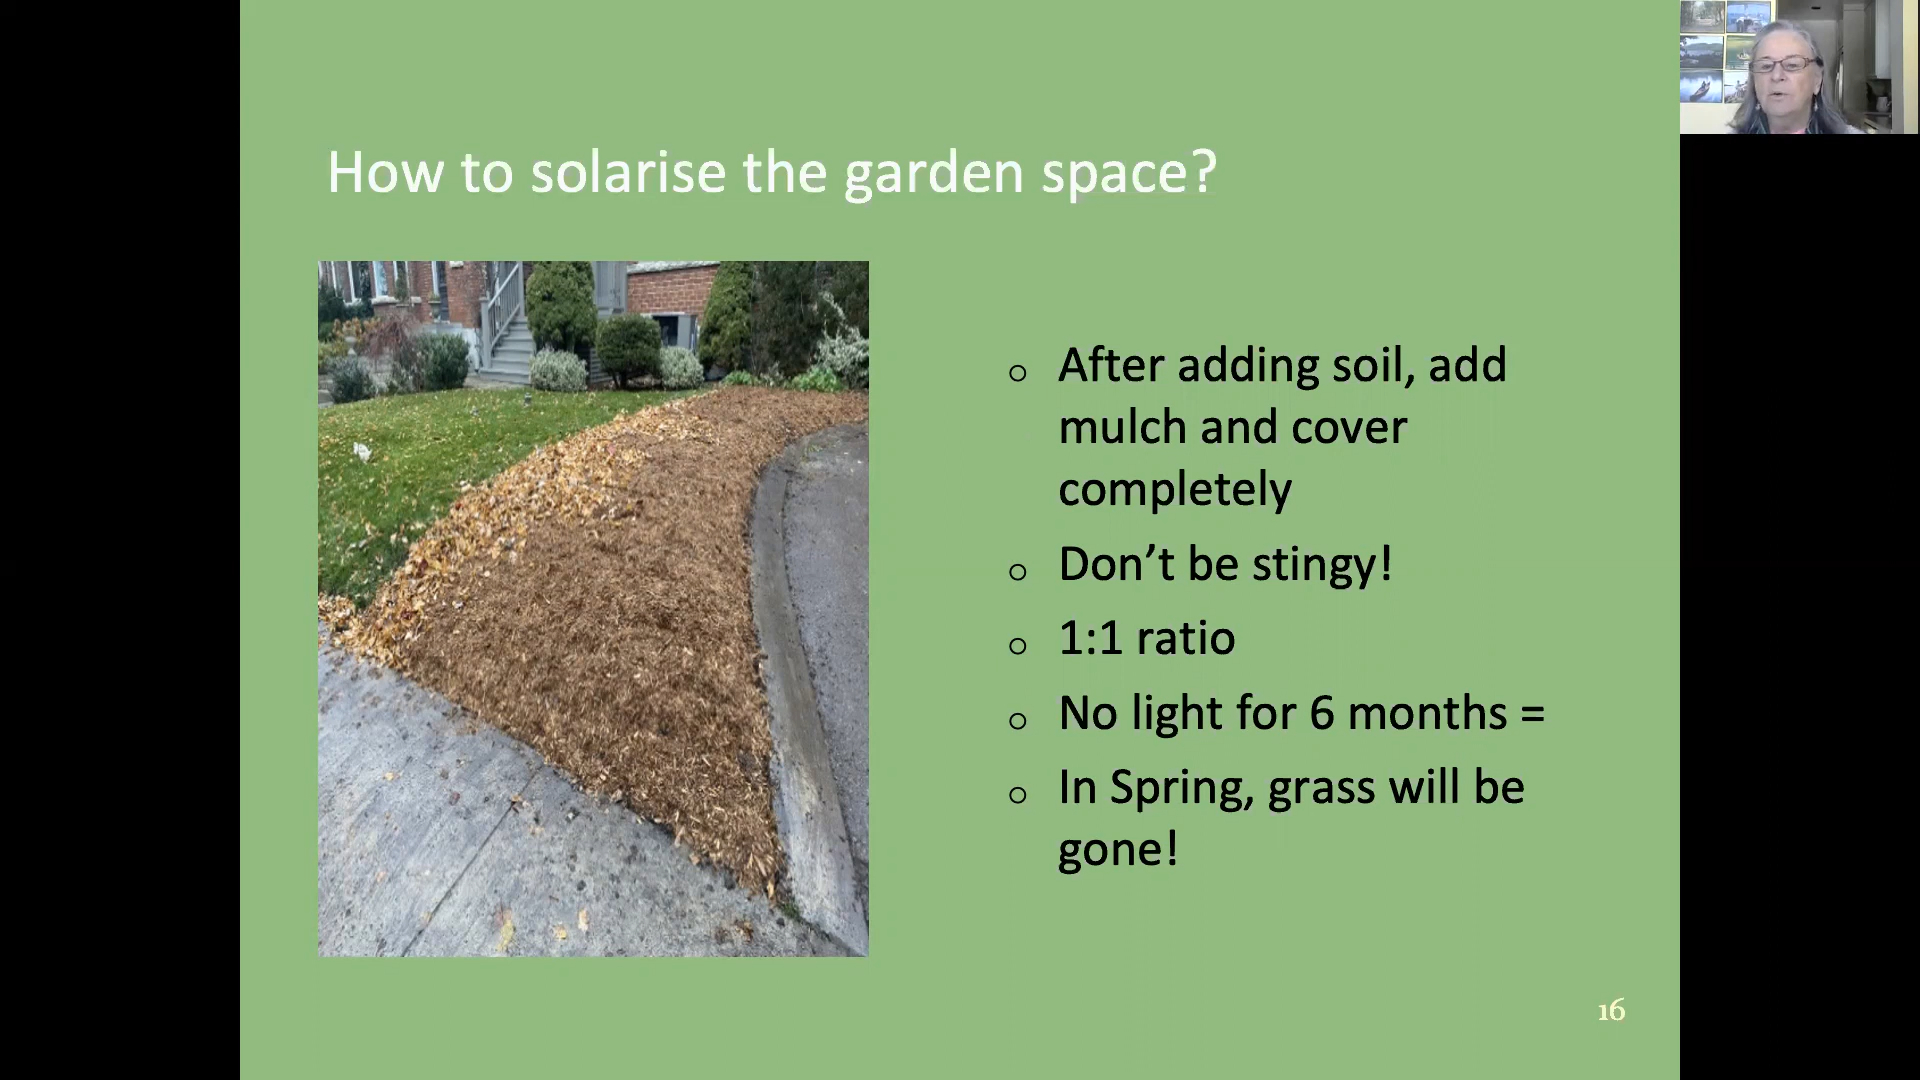 How to solarise the garden space?
○ After adding soil, add
mulch and cover
completely
○ Don’t be stingy!
○ 1:1 ratio
○ No light for 6 months =
○ In Spring, grass will be
gone!
16